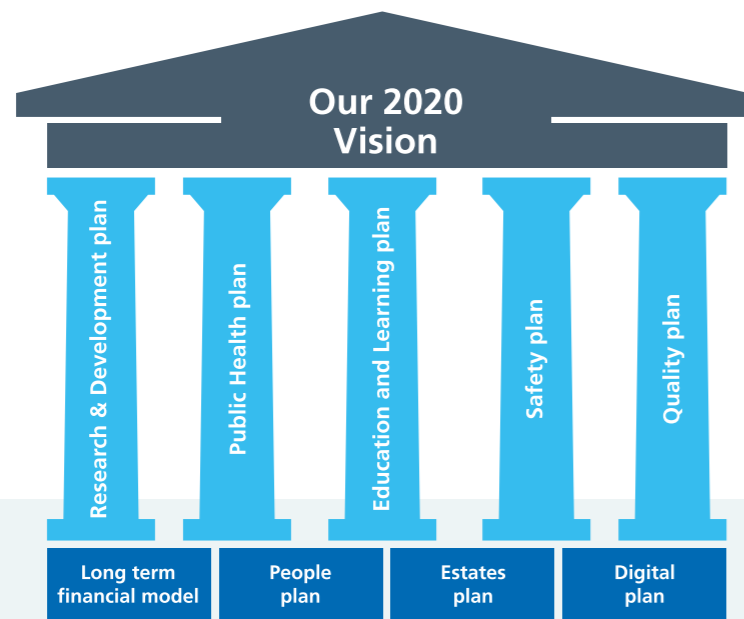 Our 2020
Vision
Research & Development plan
Public Health plan
Education and Learning plan
Safety plan
Quality plan
Long term
financial model
People
plan
Estates
plan
Digital
plan